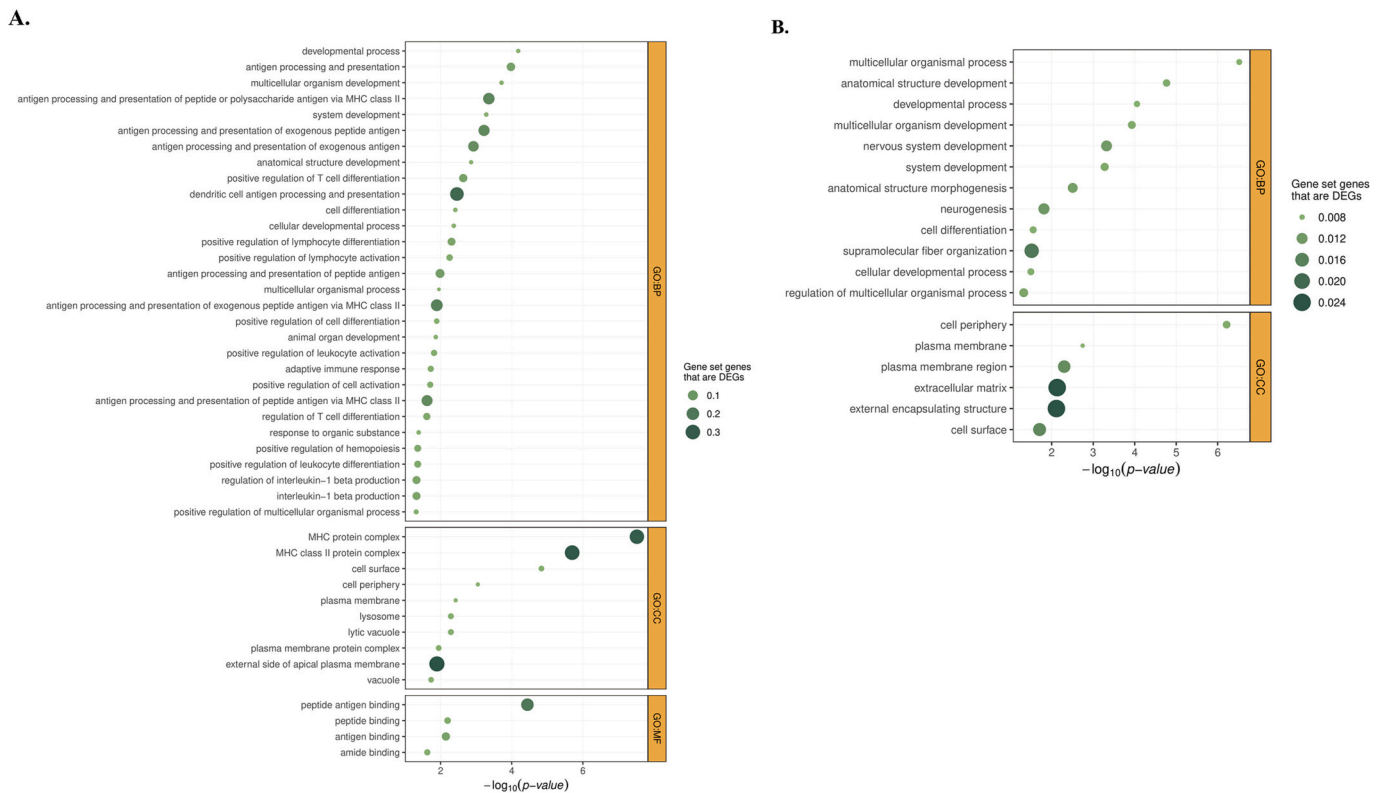 A.
developmental process
antigen processing and presentation
multicellular organism development
antigen processing and presentation of peptide or polysaccharide antigen via MHC class II
system development
antigen processing and presentation of exogenous peptide antigen
antigen processing and presentation of exogenous antigen
anatomical structure development
positive regulation of T cell differentiation
dendritic cell antigen processing and presentation
cell differentiation
cellular developmental process
positive regulation of lymphocyte differentiation
positive regulation of lymphocyte activation
antigen processing and presentation of peptide antigen
multicellular organismal process
antigen processing and presentation of exogenous peptide antigen via MHC class II
positive regulation of cell differentiation
animal organ development
positive regulation of leukocyte activation
adaptive immune response
positive regulation of cell activation
antigen processing and presentation of peptide antigen via MHC class II
regulation of T cell differentiation
response to organic substance
positive regulation of hemopoiesis
positive regulation of leukocyte differentiation
regulation of interleukin−1 beta production
interleukin−1 beta production
positive regulation of multicellular organismal process
GO:BP
MHC protein complex
MHC class II protein complex
cell surface
cell periphery
plasma membrane
lysosome
lytic vacuole
plasma membrane protein complex
external side of apical plasma membrane
vacuole
GO:CC
peptide antigen binding
peptide binding
antigen binding
amide binding
GO:MF
2 4 6
−log10(p−value)
Gene set genes
that are DEGs
0.1
0.2
0.3
B.
multicellular organismal process
anatomical structure development
developmental process
multicellular organism development
nervous system development
system development
anatomical structure morphogenesis
neurogenesis
cell differentiation
supramolecular fiber organization
cellular developmental process
regulation of multicellular organismal process
GO:BP
cell periphery
plasma membrane
plasma membrane region
extracellular matrix
external encapsulating structure
cell surface
GO:CC
2 3 4 5 6
−log10(p−value)
Gene set genes
that are DEGs
0.008
0.012
0.016
0.020
0.024